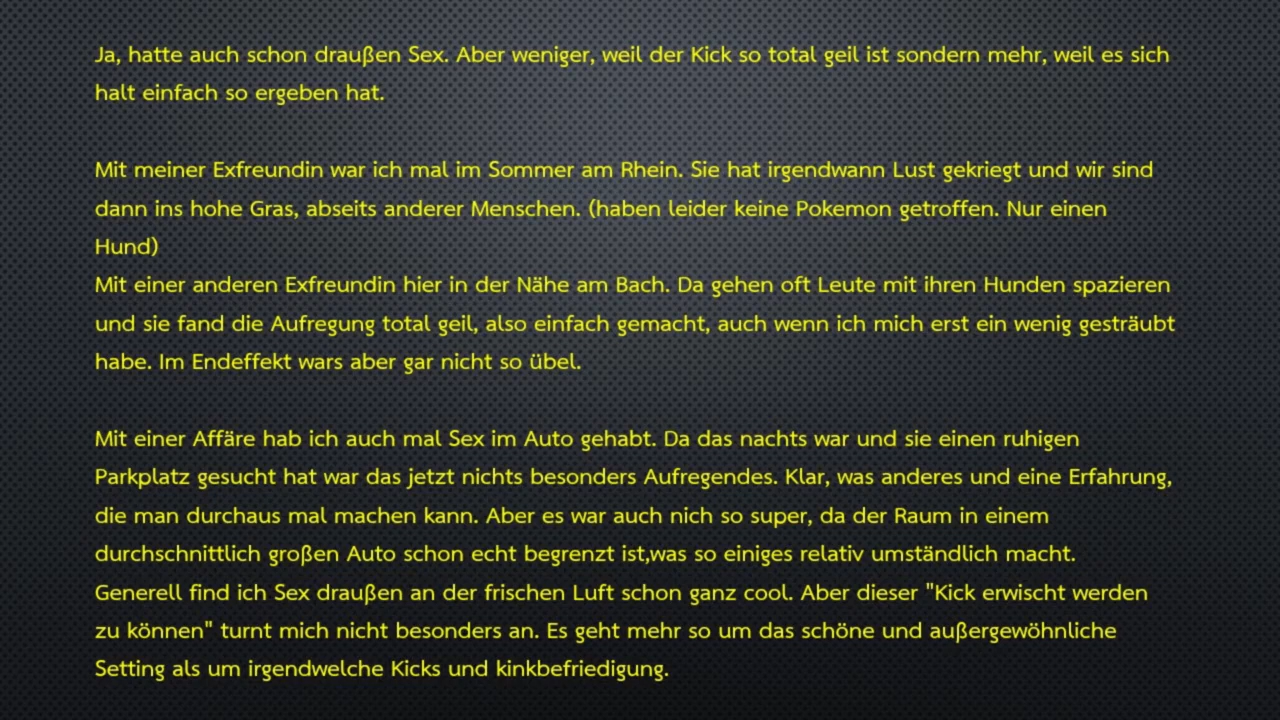 Ja, hatte auch schon draußen Sex. Aber weniger, weil der Kick so total geil ist sondern mehr, weil es sich
halt einfach so ergeben hat.
Mit meiner Exfreundin war ich mal im Sommer am Rhein. Sie hat irgendwann Lust gekriegt und wir sind
dann ins hohe Gras, abseits anderer Menschen. (haben leider keine Pokemon getroffen. Nur einen
Hund)
Mit einer anderen Exfreundin hier in der Nähe am Bach. Da gehen oft Leute mit ihren Hunden spazieren
und sie fand die Aufregung total geil, also einfach gemacht, auch wenn ich mich erst ein wenig gesträubt
habe. Im Endeffekt wars aber gar nicht so übel.
Mit einer Affäre hab ich auch mal Sex im Auto gehabt. Da das nachts war und sie einen ruhigen
Parkplatz gesucht hat war das jetzt nichts besonders Aufregendes. Klar, was anderes und eine Erfahrung,
die man durchaus mal machen kann. Aber es war auch nich so super, da der Raum in einem
durchschnittlich großen Auto schon echt begrenzt ist,was so einiges relativ umständlich macht.
Generell find ich Sex draußen an der frischen Luft schon ganz cool. Aber dieser "Kick erwischt werden
zu können" turnt mich nicht besonders an. Es geht mehr so um das schöne und außergewöhnliche
Setting als um irgendwelche Kicks und kinkbefriedigung.